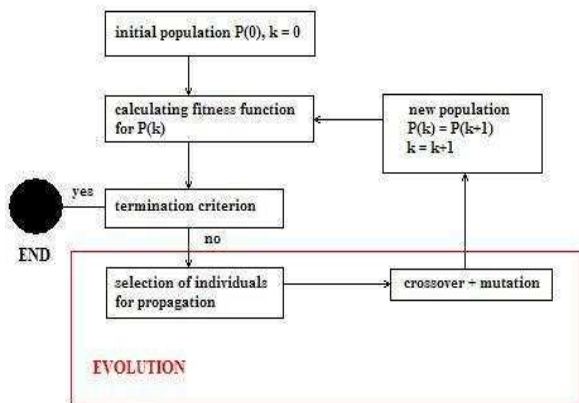 initial population P(0), k = 0
calculating fitness function
for P(k)
new population
P(k) = P(k+1)
k = k+1
yes
termination criterion
END
no
selection of individuals
for propagation
crossover + mutation
EVOLUTION